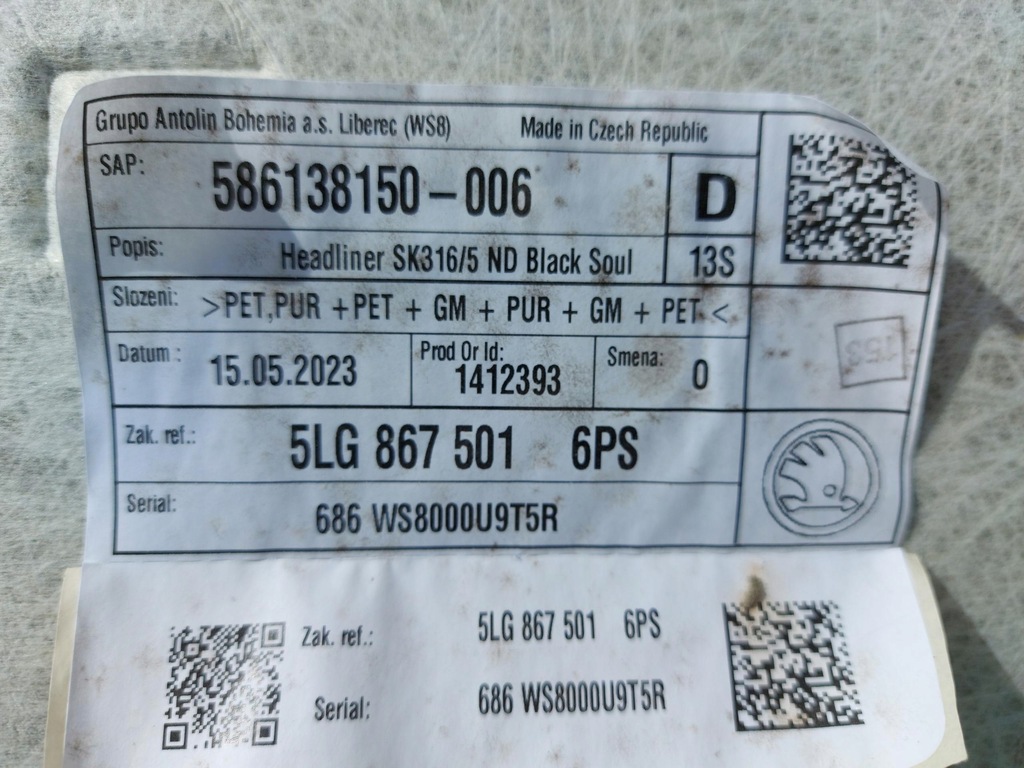 Grupo Antolin Bohemia a.s. Liberec (WS8) Made in Czech Republic
SAP: 586138150-006 D
Popis: Headliner SK316/5 ND Black Soul 13S
Slozeni: >PET,PUR +PET + GM + PUR + GM + PET <
Datum : 15.05.2023 Prod Or Id: 1412393 Smena: 0
153
Zak. ref.: 5LG 867 501 6PS
Serial: 686 WS8000U9T5R
Zak. ref.: 5LG 867 501 6PS
Serial: 686 WS8000U9T5R